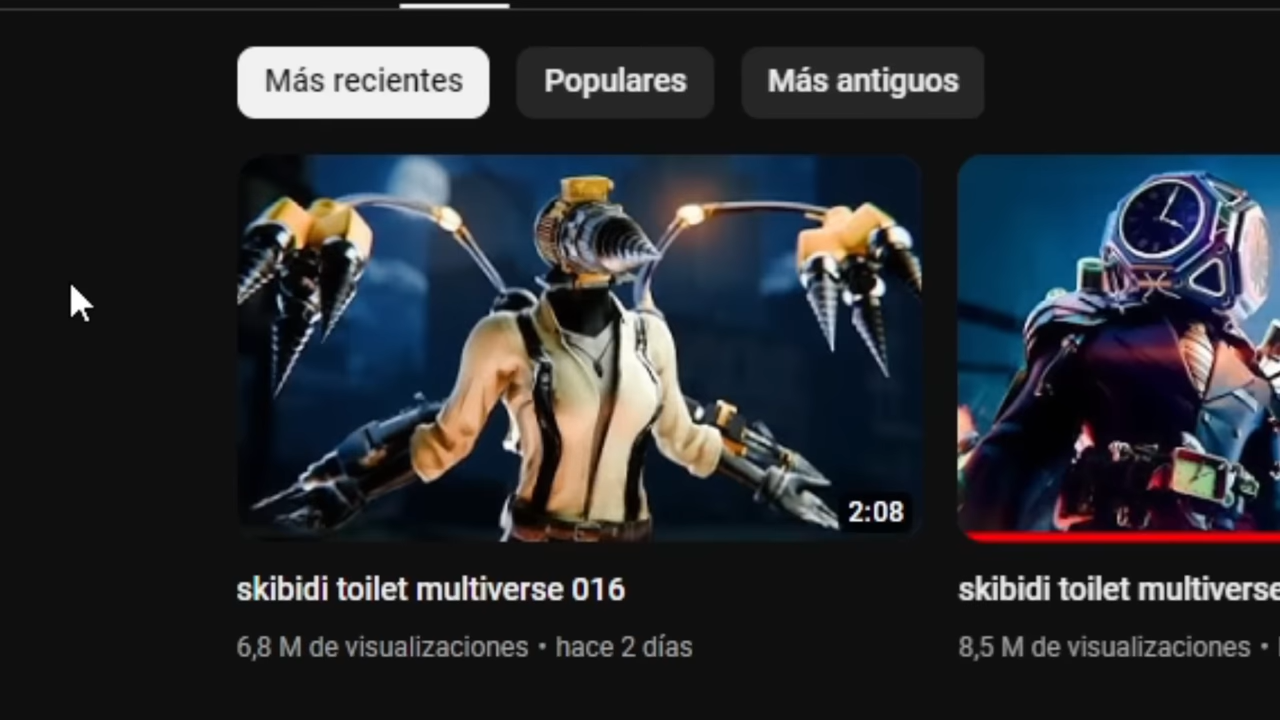 Más recientes
Populares
Más antiguos
2:08
skibidi toilet multiverse 016
skibidi toilet multiverse
6,8 M de visualizaciones • hace 2 días
8,5 M de visualizaciones •